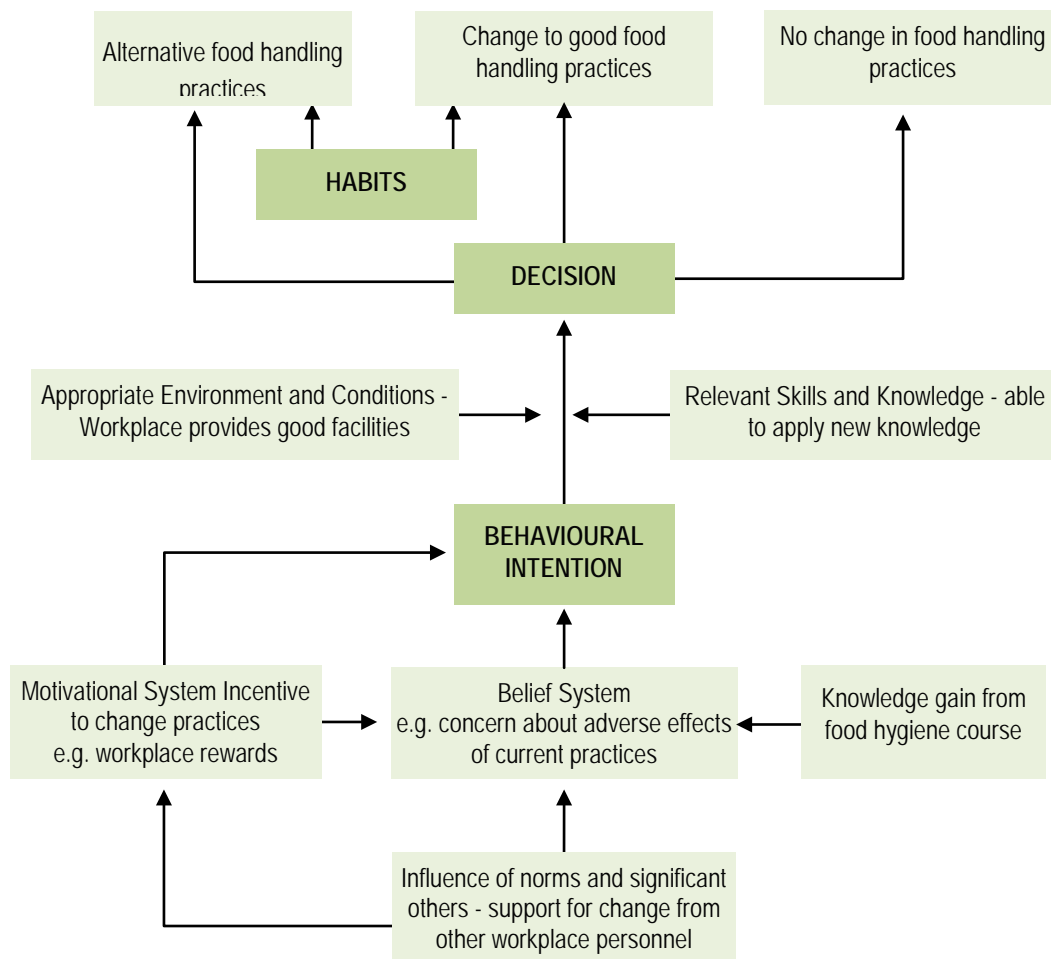 Alternative food handling
practices
Change to good food
handling practices
No change in food handling
practices
HABITS
DECISION
Appropriate Environment and Conditions -
Workplace provides good facilities
Relevant Skills and Knowledge - able
to apply new knowledge
BEHAVIOURAL
INTENTION
Motivational System Incentive
to change practices
e.g. workplace rewards
Belief System
e.g. concern about adverse effects
of current practices
Knowledge gain from
food hygiene course
Influence of norms and significant
others - support for change from
other workplace personnel